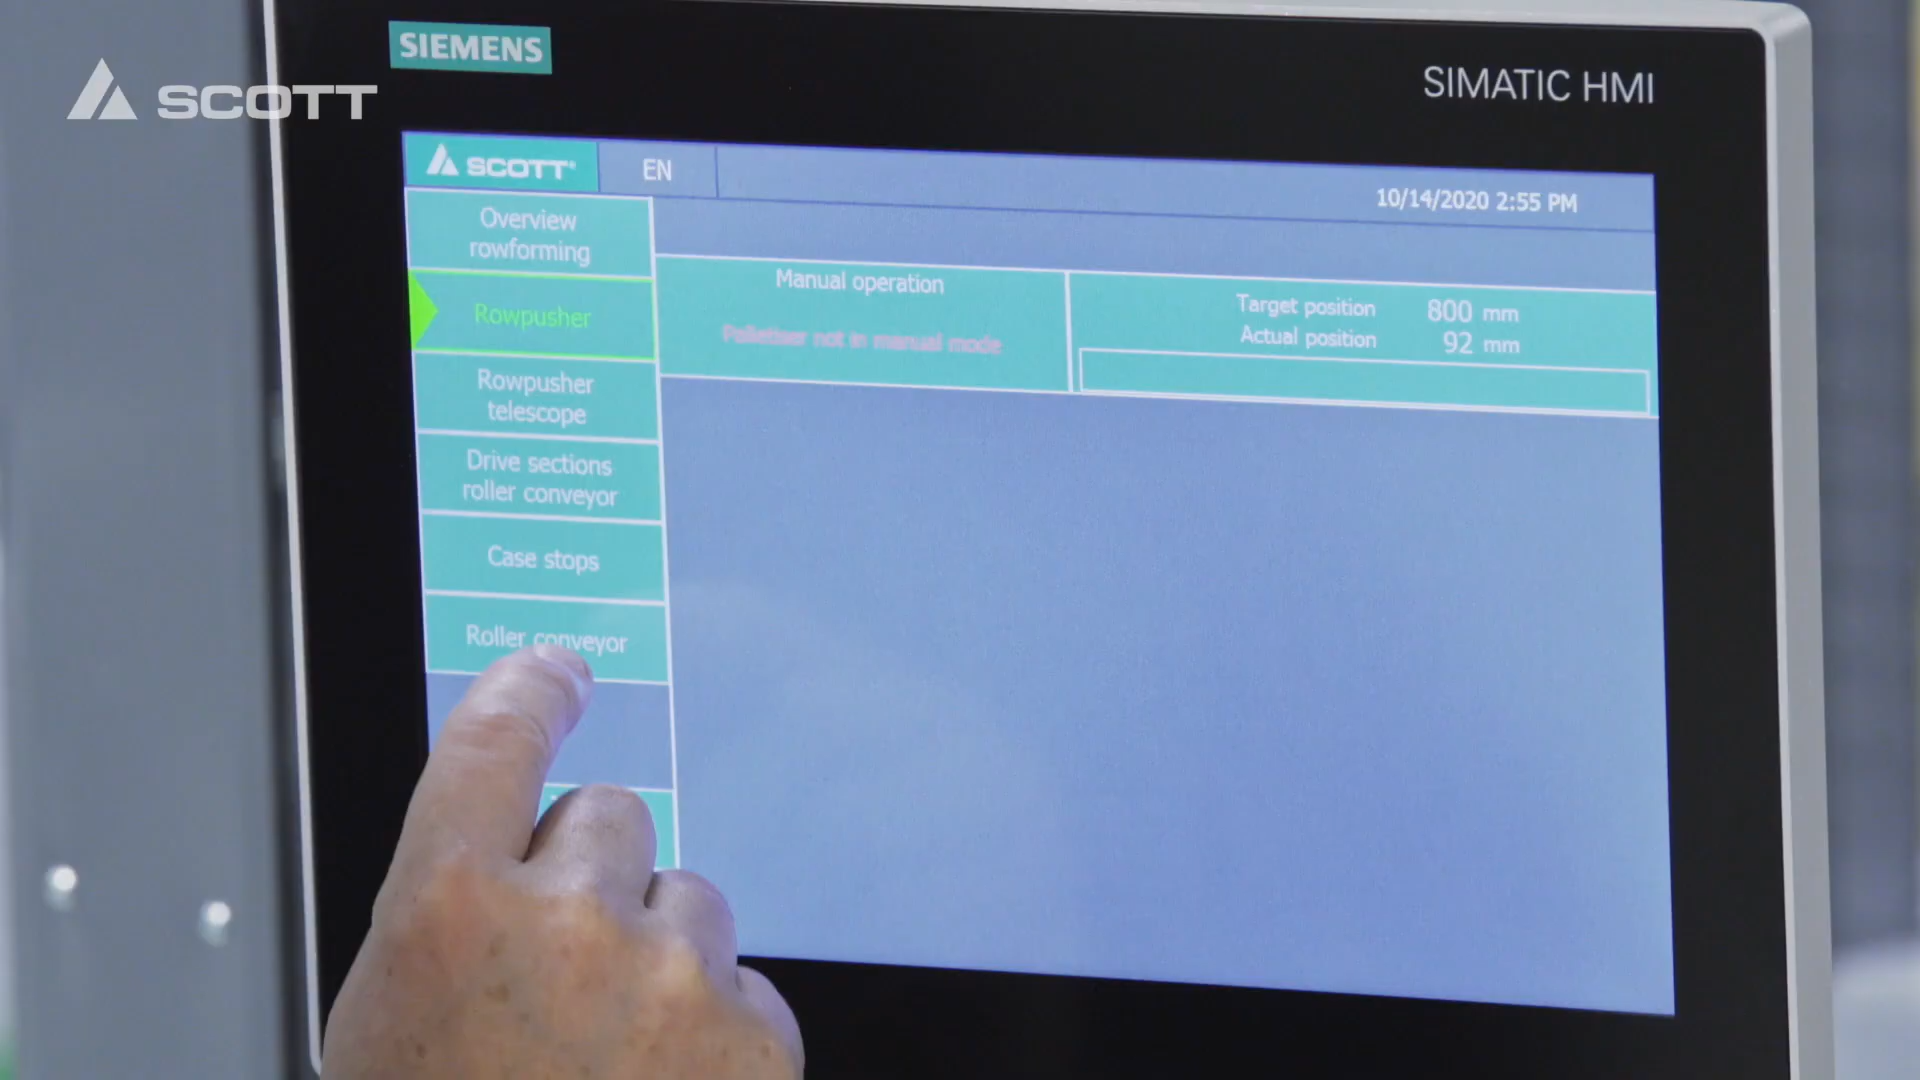 SIEMENS
SCOTT
SIMATIC HMI
SCOTT®
EN
10/14/2020 2:55 PM
Overview
rowforming
Rowpusher
Rowpusher
telescope
Drive sections
roller conveyor
Case stops
Roller conveyor
Manual operation
Palletiser not in manual mode
Target position 800 mm
Actual position 92 mm